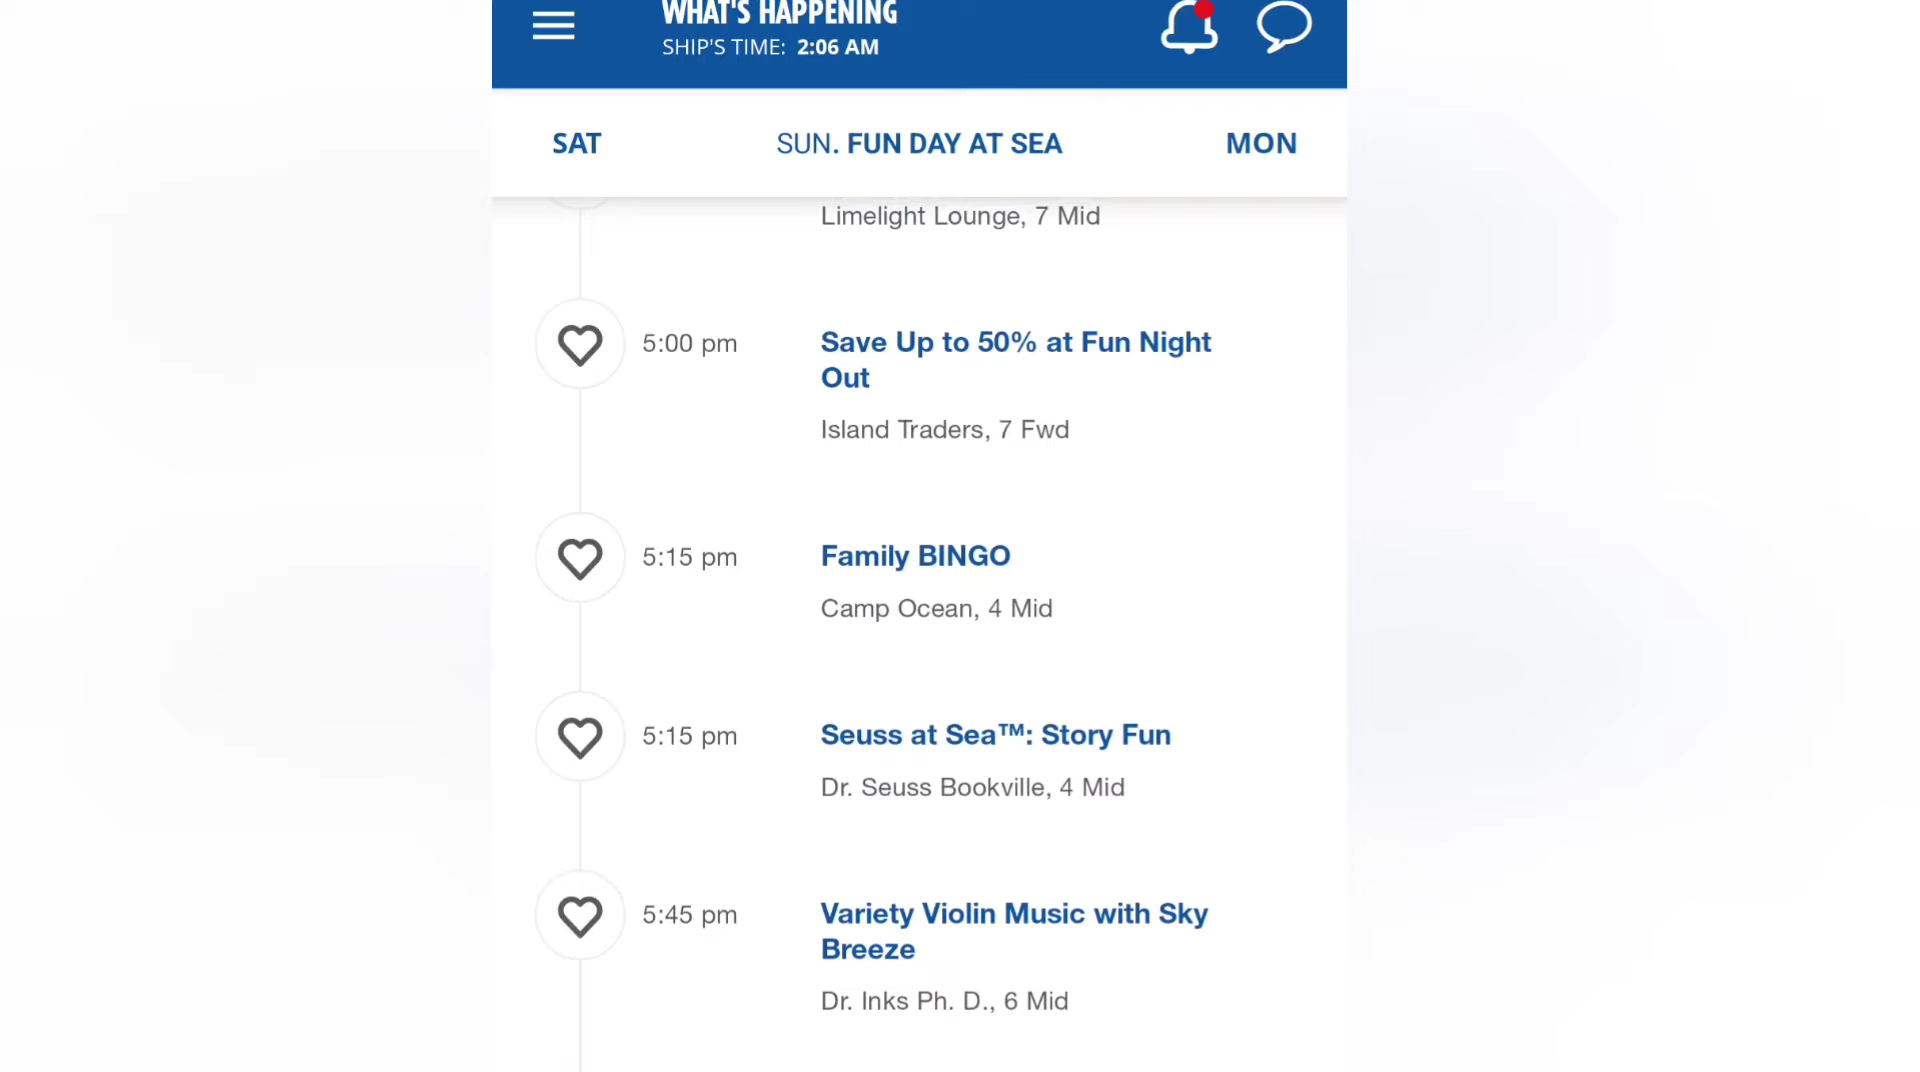 WHAT'S HAPPENING
SHIP'S TIME: 2:06 AM
SAT
SUN. FUN DAY AT SEA
MON
Limelight Lounge, 7 Mid
5:00 pm
Save Up to 50% at Fun Night
Out
Island Traders, 7 Fwd
5:15 pm
Family BINGO
Camp Ocean, 4 Mid
5:15 pm
Seuss at Sea™: Story Fun
Dr. Seuss Bookville, 4 Mid
5:45 pm
Variety Violin Music with Sky
Breeze
Dr. Inks Ph. D., 6 Mid